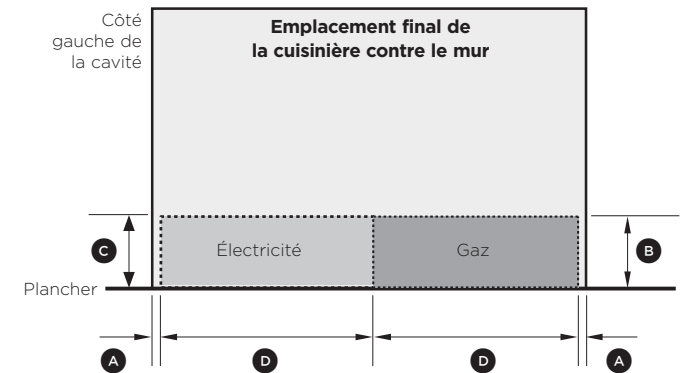 Côté
gauche de
la cavité
Emplacement final de
la cuisinière contre le mur
C
Électricité
Gaz
B
Plancher
A
D
D
A